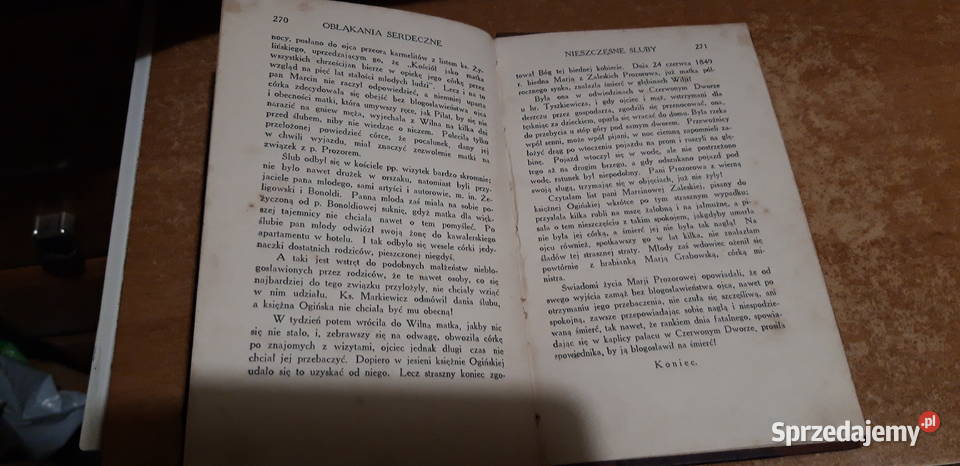 270
OBŁĄKANIA SERDECZNE
nocy, posłano do ojca przeora karmelitów z listem ks. Ży-
lińskiego, uprzedzającym go, że „Kościół jako matka
wszystkich chrześcijan bierze w opiekę jego córkę przez
wzgląd na pięć lat stałości młodych ludzi". Lecz i na to
pan Marcin nie raczył odpowiedzieć, a niemniej uparta
córka zdecydowała się obejść bez błogosławieństwa ojca
i obecności matki, która umywszy ręce, jak Piłat, by się nie
narazić na gniew męża, wyjechała z Wilna na kilka dni
przed ślubem, niby nie wiedząc o niczem. Poleciła tylko
przełożonej powiedzieć córce, że pocałunek, dany jej
w chwili wyjazdu, miał znaczyć zezwolenie matki na
związek z p. Prozorem.
Ślub odbył się w kościele pp. wizytek bardzo skromnie;
nie było nawet drużek w orszaku, natomiast byli przy-
jaciele pana młodego, sami artyści i autorowie, m. in. Że-
ligowski i Bonoldi. Panna młoda zaś miała na sobie po-
życzoną od p. Bonoldiowej suknię, gdyż matka dla więk-
szej tajemnicy nie chciała nawet o tem pomyśleć. Po
ślubie pan młody odwiózł swoją żonę do kawalerskiego
apartamentu w hotelu. I tak odbyło się wesele córki jedy-
naczki dostatnich rodziców, pieszczonej niegdyś.
A taki jest wstręt do podobnych małżeństw niebło-
gosławionych przez rodziców, że te nawet osoby, co się
najbardziej do tego związku przyłożyły, nie chciały wziąć
w nim udziału. Ks. Markiewicz odmówił dania ślubu,
a księżna Ogińska nie chciała być mu obecną!
W tydzień potem wróciła do Wilna matka, jakby nic
się nie stało, i, zebrawszy się na odwagę, obwoziła córkę
po znajomych z wizytami, ojciec jednak długi czas nie
chciał jej przebaczyć. Dopiero w jesieni księżnie Ogińskiej
udało się to uzyskać od niego. Lecz straszny koniec zgo-
NIESZCZĘSNE ŚLUBY
271
tował Bóg tej biednej kobiecie. Dnia 24 czerwca 1849
r. biedna Marja z Zaleskich Prozorowa, już matka pół-
rocznego synka, znalazła śmierć w głębinach Wilji!
Była ona w odwiedzinach w Czerwonym Dworze
u hr. Tyszkiewicza, i gdy ojciec i mąż, wstrzymani dla
deszczu przez gospodarza, zgodzili się przenocować, ona,
tęskniąc za dzieckiem, uparła się wracać do domu. Była rzeka
do przebycia u stóp góry pod samym dworem. Przewoźnicy
wpół senni, może wpół pijani, w noc ciemną zapomnieli za-
łożyć drąg po wtoczeniu pojazdu na prom i ruszyli na głę-
binę. Pojazd wtoczył się w wodę, ale nie postrzeżono
tego aż na drugim brzegu, a gdy odszukano pojazd pod
wodą, ratunek był niepodobny. Pani Prozorowa z wierną
swoją sługą, trzymając się w objęciach, już nie żyły!
Czytałam list pani Marcinowej Zaleskiej, pisany do
księżnej Ogińskiej wkrótce po tym strasznym wypadku;
przysłała kilka rubli na msze żałobną i na jałmużnę, a pi-
sała o tem nieszczęściu z takim spokojem, jakgdyby umarła
nie była jej córką, a śmierć jej nie była tak nagła! Na
ojcu również, spotkawszy go w lat kilka, nie znalazłam
śladów tej strasznej straty. Młody zaś wdowiec ożenił się
powtórnie z hrabianką Marją Grabowską, córką mi-
nistra.
Świadomi życia Marji Prozorowej opowiadali, że od
swego wyjścia zamąż bez błogosławieństwa ojca, nawet po
otrzymaniu jego przebaczenia, nie czuła się szczęśliwą, ani
spokojną, zawsze przepowiadając sobie nagłą i niespodzie-
waną śmierć, tak nawet, że rankiem dnia fatalnego, spowia-
dając się w kaplicy pałacu w Czerwonym Dworze, prosiła
spowiednika, by ją błogosławił na śmierć!
Koniec.
Sprzedajemy.pl